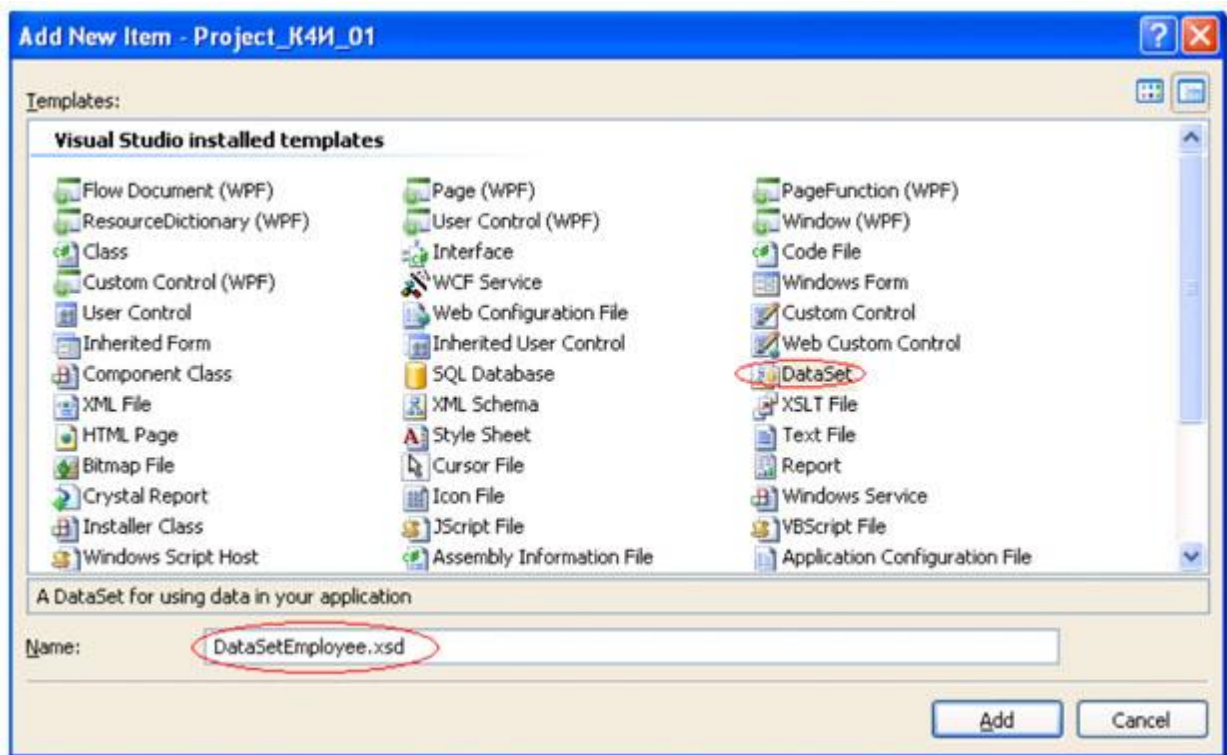 Add New Item - Project_К4И_01
Templates:
Visual Studio installed templates
Flow Document (WPF) Page (WPF) PageFunction (WPF)
ResourceDictionary (WPF) User Control (WPF) Window (WPF)
Class Interface Code File
Custom Control (WPF) WCF Service Windows Form
User Control Web Configuration File Custom Control
Inherited Form Inherited User Control Web Custom Control
Component Class SQL Database DataSet
XML File XML Schema XSLT File
HTML Page Style Sheet Text File
Bitmap File Cursor File Report
Crystal Report Icon File Windows Service
Installer Class JScript File VBScript File
Windows Script Host Assembly Information File Application Configuration File
A DataSet for using data in your application
Name: DataSetEmployee.xsd
Add Cancel